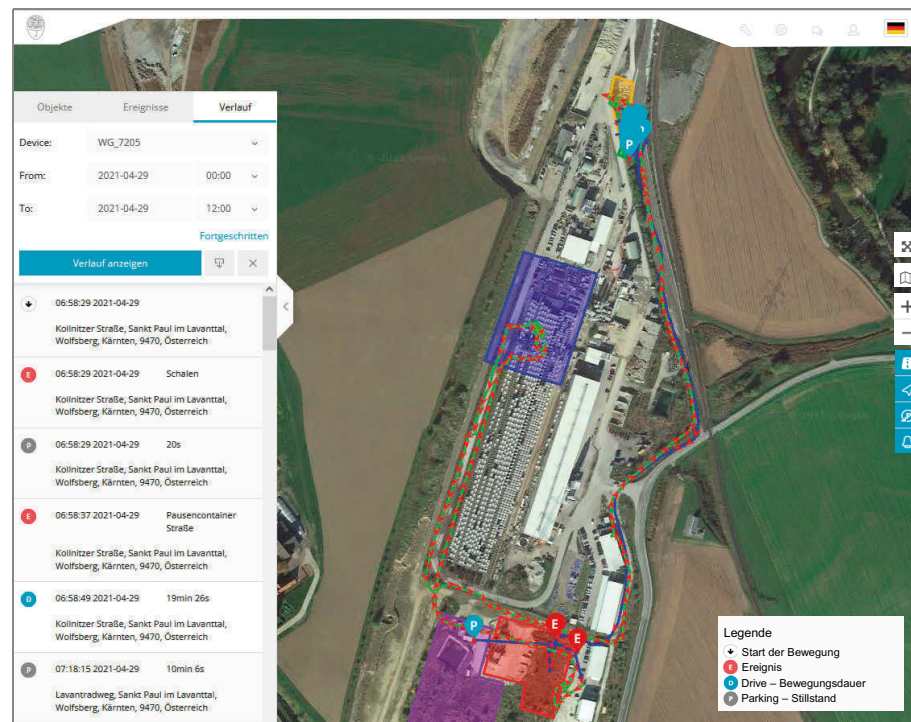 Objekte Ereignisse Verlauf
Device: WG_7205
From: 2021-04-29 00:00
To: 2021-04-29 12:00
Fortgeschritten
Verlauf anzeigen
06:58:29 2021-04-29
Kollnitzer Straße, Sankt Paul im Lavanttal,
Wolfsberg, Kärnten, 9470, Österreich
E 06:58:29 2021-04-29 Schalen
Kollnitzer Straße, Sankt Paul im Lavanttal,
Wolfsberg, Kärnten, 9470, Österreich
P 06:58:29 2021-04-29 20s
Kollnitzer Straße, Sankt Paul im Lavanttal,
Wolfsberg, Kärnten, 9470, Österreich
E 06:58:37 2021-04-29 Pausencontainer
Straße
Kollnitzer Straße, Sankt Paul im Lavanttal,
Wolfsberg, Kärnten, 9470, Österreich
D 06:58:49 2021-04-29 19min 26s
Kollnitzer Straße, Sankt Paul im Lavanttal,
Wolfsberg, Kärnten, 9470, Österreich
P 07:18:15 2021-04-29 10min 6s
Lavantradweg, Sankt Paul im Lavanttal,
Wolfsberg, Kärnten, 9470, Österreich
P
P
E
E
Legende
Start der Bewegung
E Ereignis
D Drive – Bewegungsdauer
P Parking – Stillstand